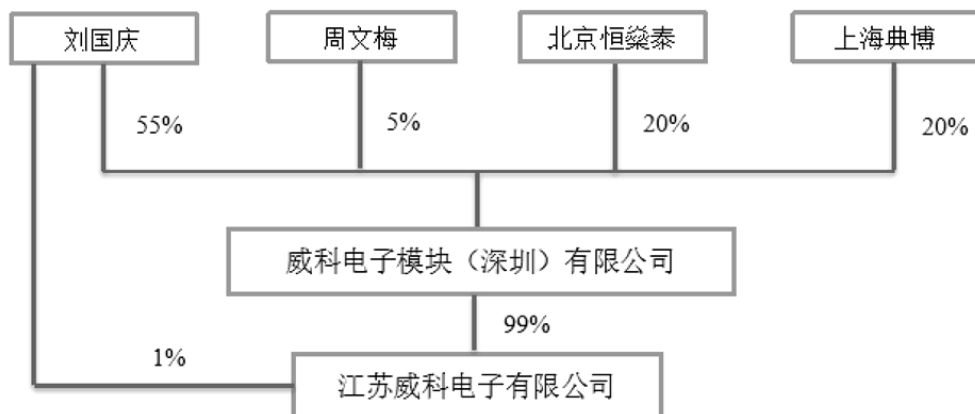 刘国庆
周文梅
北京恒燊泰
上海典博
55%
5%
20%
20%
威科电子模块（深圳）有限公司
99%
1%
江苏威科电子有限公司